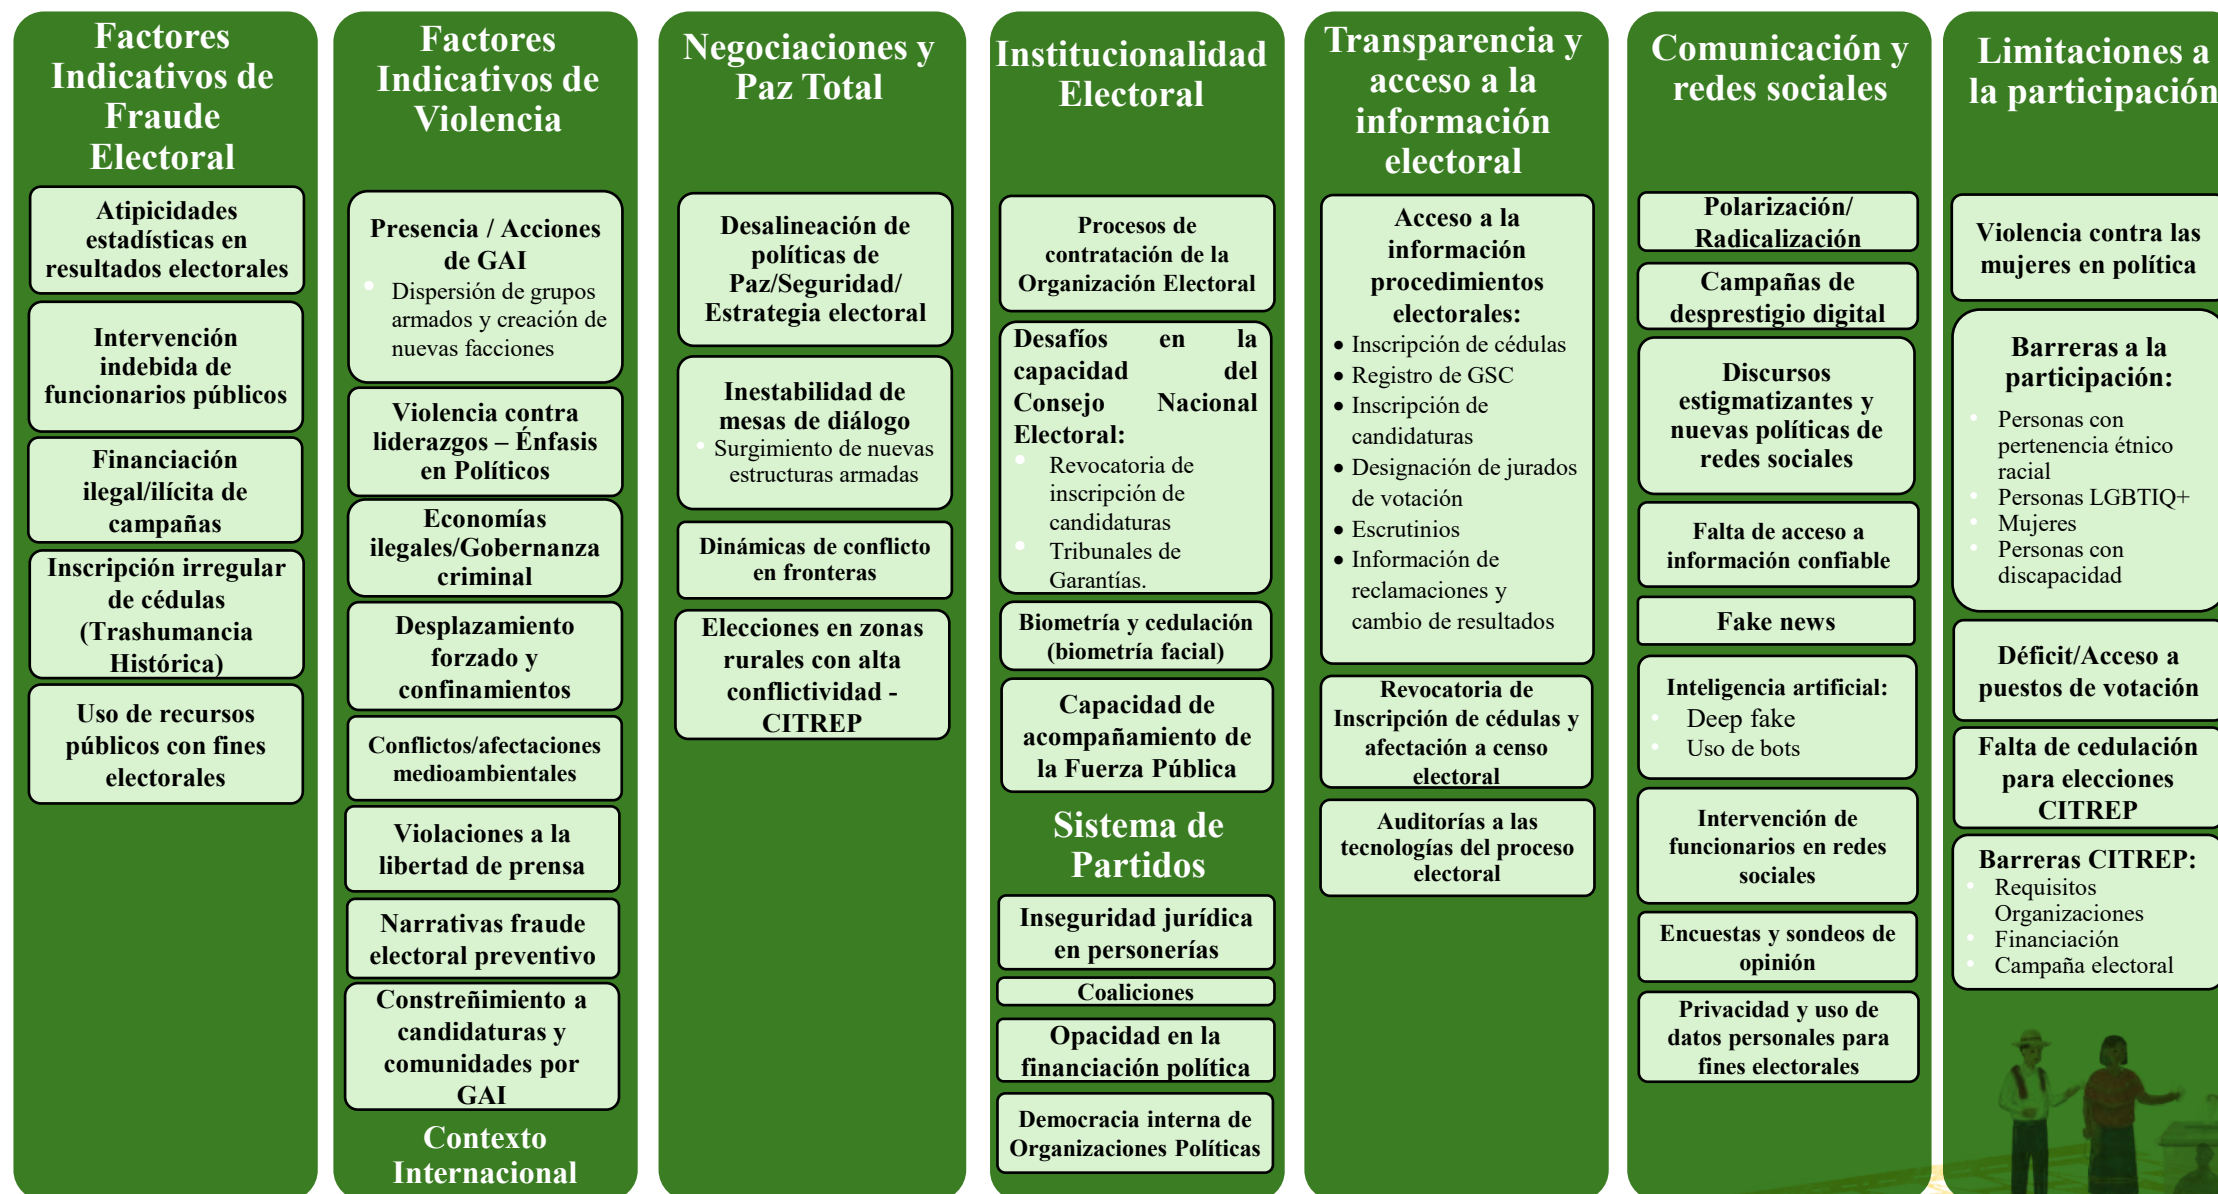 Factores
Indicativos de
Fraude
Electoral
Atipicidades
estadísticas en
resultados electorales
Intervención
indebida de
funcionarios públicos
Financiación
ilegal/ilícita de
campañas
Inscripción irregular
de cédulas
(Trashumancia
Histórica)
Uso de recursos
públicos con fines
electorales
Factores
Indicativos de
Violencia
Presencia / Acciones
de GAI
• Dispersión de grupos
armados y creación de
nuevas facciones
Violencia contra
liderazgos – Énfasis
en Políticos
Economías
ilegales/Gobernanza
criminal
Desplazamiento
forzado y
confinamientos
Conflictos/afectaciones
medioambientales
Violaciones a la
libertad de prensa
Narrativas fraude
electoral preventivo
Constreñimiento a
candidaturas y
comunidades por
GAI
Contexto
Internacional
Negociaciones y
Paz Total
Desalineación de
políticas de
Paz/Seguridad/
Estrategia electoral
Inestabilidad de
mesas de diálogo
• Surgimiento de nuevas
estructuras armadas
Dinámicas de conflicto
en fronteras
Elecciones en zonas
rurales con alta
conflictividad -
CITREP
Institucionalidad
Electoral
Procesos de
contratación de la
Organización Electoral
Desafíos en la
capacidad del
Consejo Nacional
Electoral:
• Revocatoria de
inscripción de
candidaturas
• Tribunales de
Garantías.
Biometría y cedulación
(biometría facial)
Capacidad de
acompañamiento de
la Fuerza Pública
Sistema de
Partidos
Inseguridad jurídica
en personerías
Coaliciones
Opacidad en la
financiación política
Democracia interna de
Organizaciones Políticas
Transparencia y
acceso a la
información
electoral
Acceso a la
información
procedimientos
electorales:
• Inscripción de cédulas
• Registro de GSC
• Inscripción de
candidaturas
• Designación de jurados
de votación
• Escrutinios
• Información de
reclamaciones y
cambio de resultados
Revocatoria de
Inscripción de cédulas y
afectación a censo
electoral
Auditorías a las
tecnologías del proceso
electoral
Comunicación y
redes sociales
Polarización/
Radicalización
Campañas de
desprestigio digital
Discursos
estigmatizantes y
nuevas políticas de
redes sociales
Falta de acceso a
información confiable
Fake news
Inteligencia artificial:
• Deep fake
• Uso de bots
Intervención de
funcionarios en redes
sociales
Encuestas y sondeos de
opinión
Privacidad y uso de
datos personales para
fines electorales
Limitaciones a
la participación
Violencia contra las
mujeres en política
Barreras a la
participación:
• Personas con
pertenencia étnico
racial
• Personas LGBTIQ+
• Mujeres
• Personas con
discapacidad
Déficit/Acceso a
puestos de votación
Falta de cedulación
para elecciones
CITREP
Barreras CITREP:
• Requisitos
Organizaciones
• Financiación
• Campaña electoral